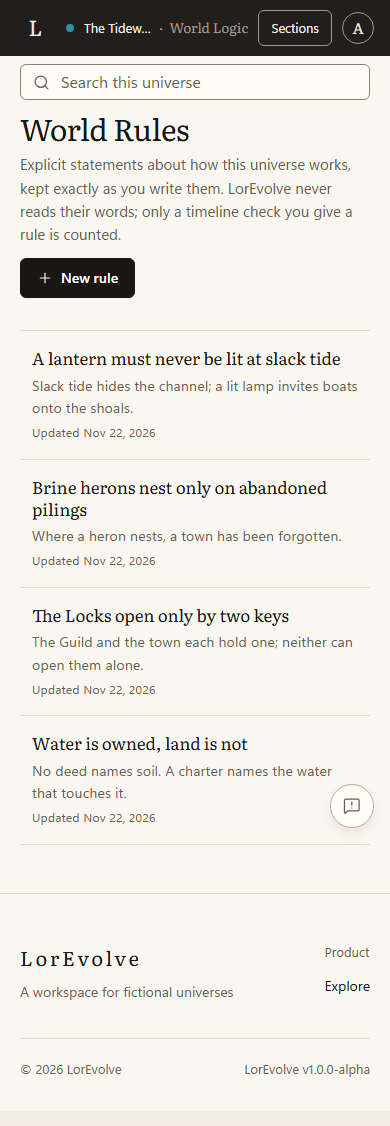 L
The Tidew... · World Logic
Sections
A
Search this universe
World Rules
Explicit statements about how this universe works,
kept exactly as you write them. LorEvolve never
reads their words; only a timeline check you give a
rule is counted.
New rule
A lantern must never be lit at slack tide
Slack tide hides the channel; a lit lamp invites boats
onto the shoals.
Updated Nov 22, 2026
Brine herons nest only on abandoned
pilings
Where a heron nests, a town has been forgotten.
Updated Nov 22, 2026
The Locks open only by two keys
The Guild and the town each hold one; neither can
open them alone.
Updated Nov 22, 2026
Water is owned, land is not
No deed names soil. A charter names the water
that touches it.
Updated Nov 22, 2026
LorEvolve
A workspace for fictional universes
Product
Explore
© 2026 LorEvolve
LorEvolve v1.0.0-alpha